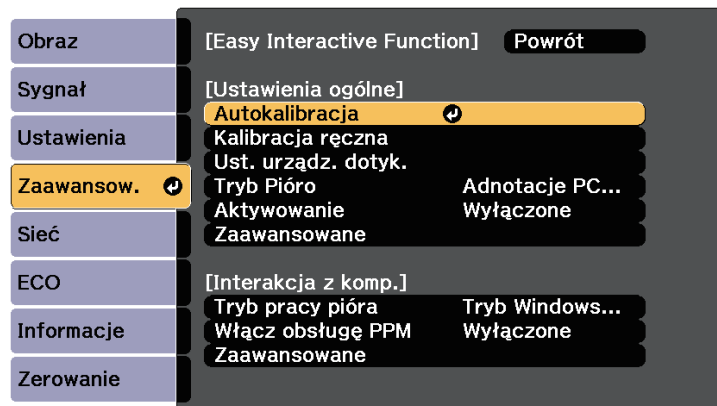 Obraz
Sygnał
Ustawienia
Zaawansow.
Sieć
ECO
Informacje
Zerowanie
[Easy Interactive Function] Powrót
[Ustawienia ogólne]
Autokalibracja
Kalibracja ręczna
Ust. urządz. dotyk.
Tryb Pióro Adnotacje PC...
Aktywowanie Wyłączone
Zaawansowane
[Interakcja z komp.]
Tryb pracy pióra Tryb Windows...
Włącz obsługę PPM Wyłączone
Zaawansowane